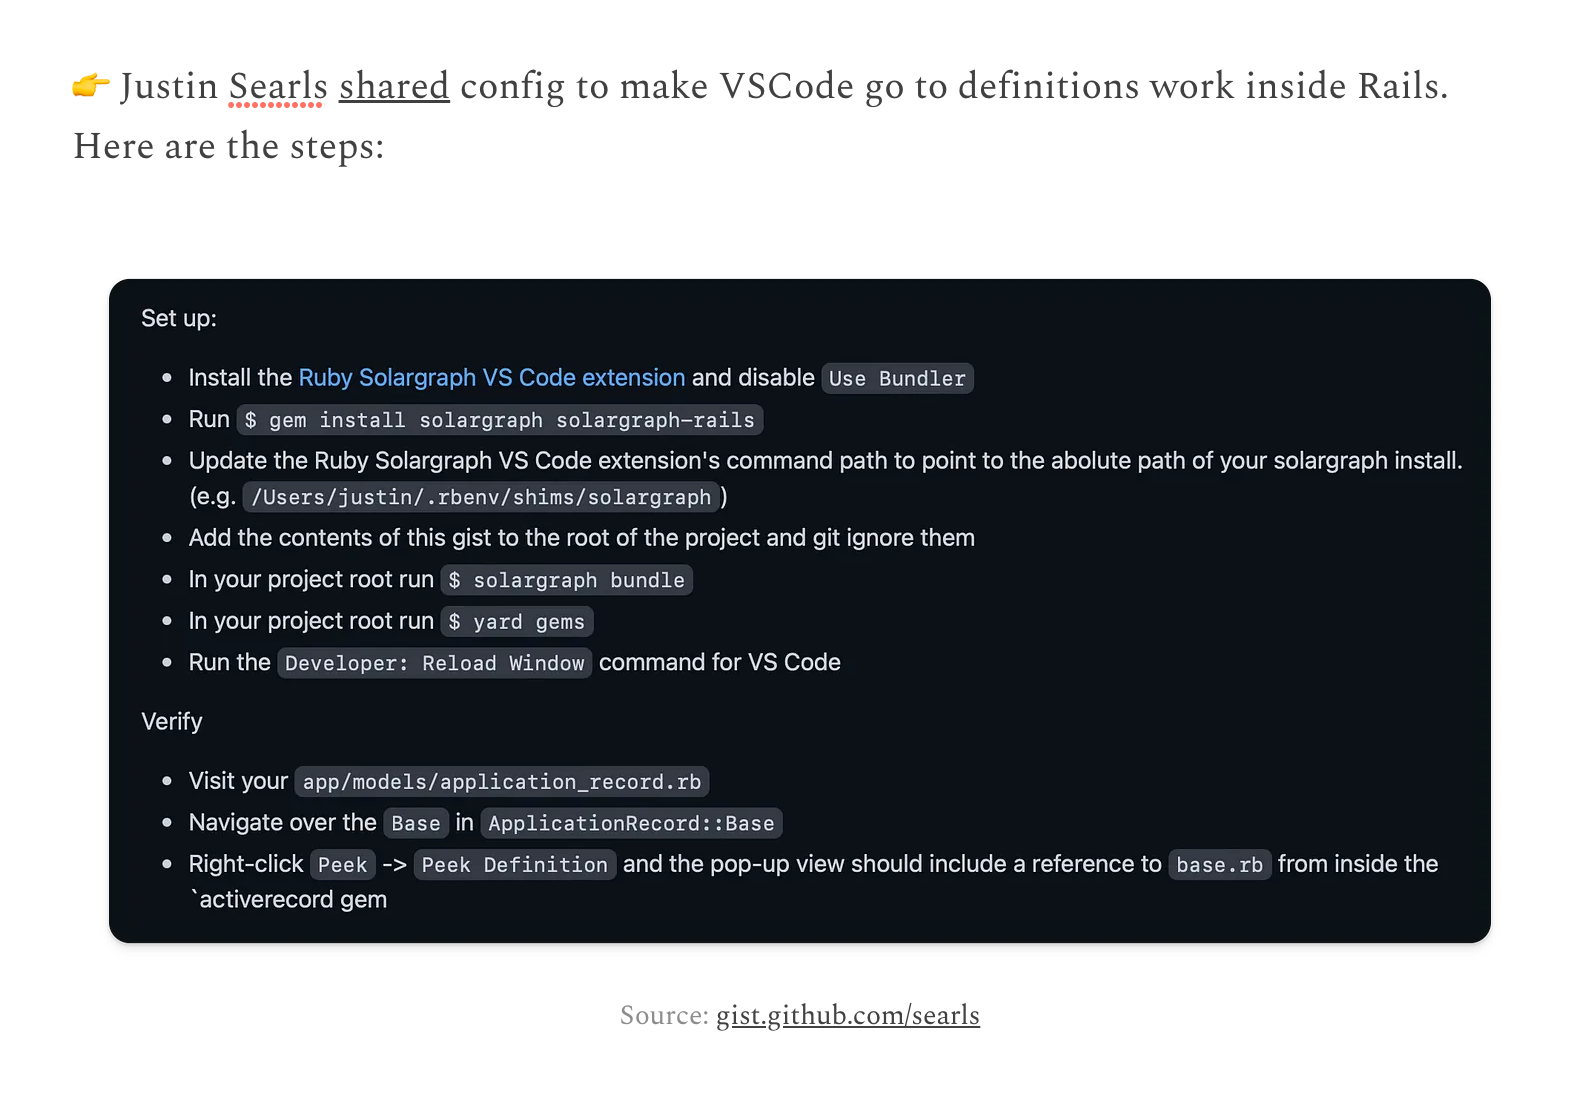 👉 Justin Searls shared config to make VSCode go to definitions work inside Rails.
Here are the steps:
Set up:
• Install the Ruby Solargraph VS Code extension and disable Use Bundler
• Run $ gem install solargraph solargraph-rails
• Update the Ruby Solargraph VS Code extension's command path to point to the abolute path of your solargraph install.
(e.g. /Users/justin/.rbenv/shims/solargraph)
• Add the contents of this gist to the root of the project and git ignore them
• In your project root run $ solargraph bundle
• In your project root run $ yard gems
• Run the Developer: Reload Window command for VS Code
Verify
• Visit your app/models/application_record.rb
• Navigate over the Base in ApplicationRecord::Base
• Right-click Peek -> Peek Definition and the pop-up view should include a reference to base.rb from inside the
`activerecord gem
Source: gist.github.com/searls